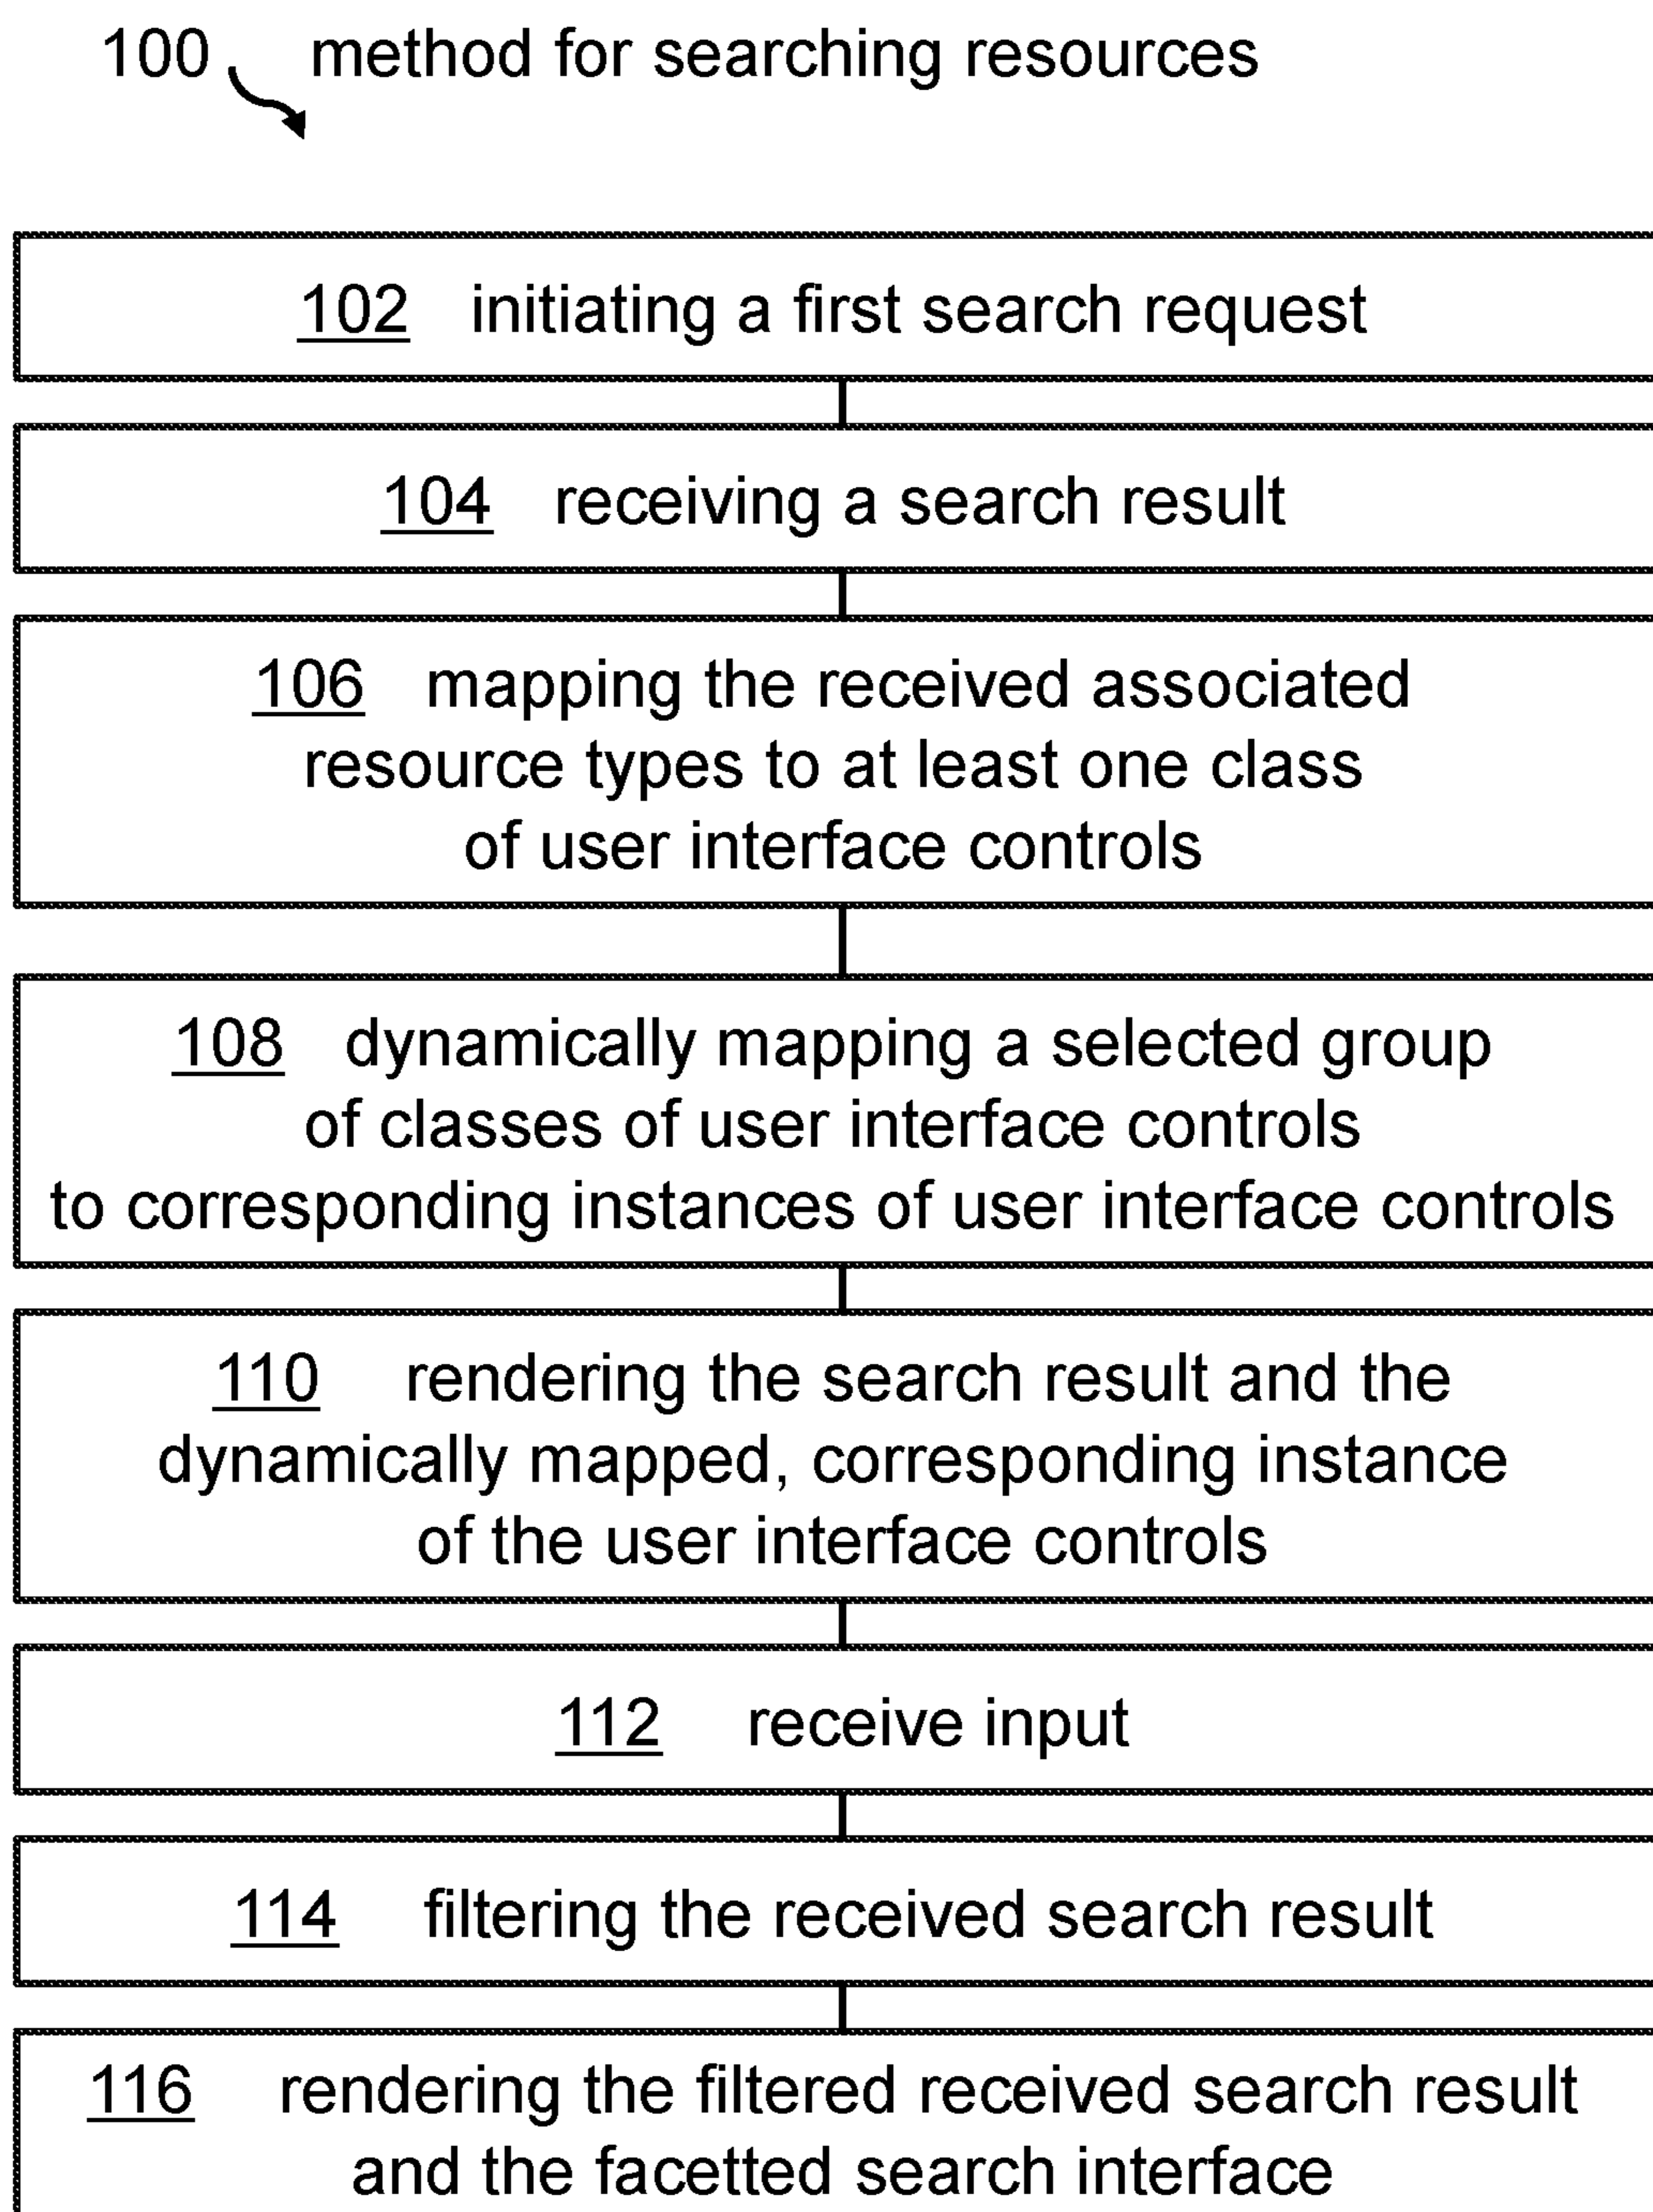 100 method for searching resources
102 initiating a first search request
104 receiving a search result
106 mapping the received associated
resource types to at least one class
of user interface controls
108 dynamically mapping a selected group
of classes of user interface controls
to corresponding instances of user interface controls
110 rendering the search result and the
dynamically mapped, corresponding instance
of the user interface controls
112 receive input
114 filtering the received search result
116 rendering the filtered received search result
and the facetted search interface